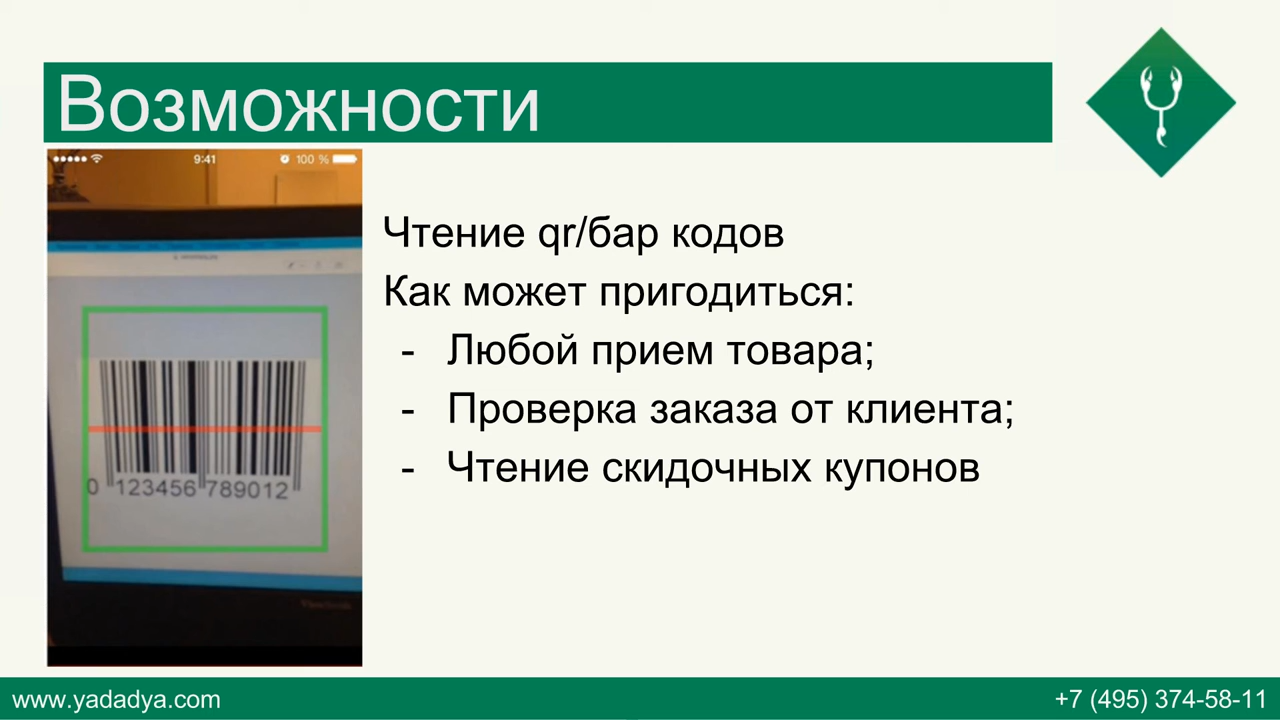 Возможности
9:41
100 %
Чтение qr/бар кодов
Как может пригодиться:
- Любой прием товара;
- Проверка заказа от клиента;
- Чтение скидочных купонов
0 123456 789012
www.yadadya.com
+7 (495) 374-58-11